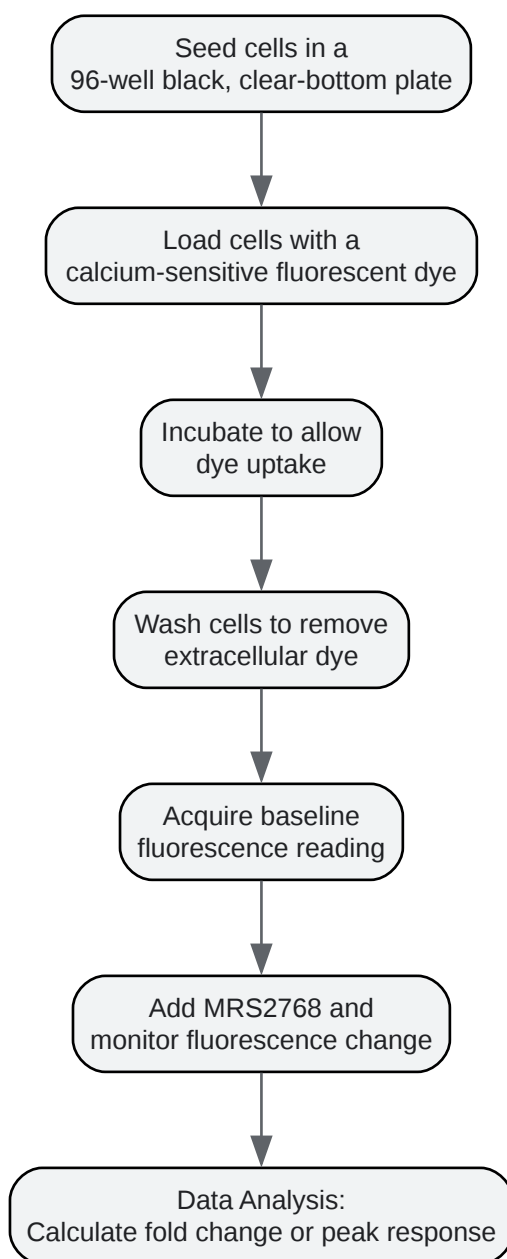 Seed cells in a
96-well black, clear-bottom plate
Load cells with a
calcium-sensitive fluorescent dye
Incubate to allow
dye uptake
Wash cells to remove
extracellular dye
Acquire baseline
fluorescence reading
Add MRS2768 and
monitor fluorescence change
Data Analysis:
Calculate fold change or peak response